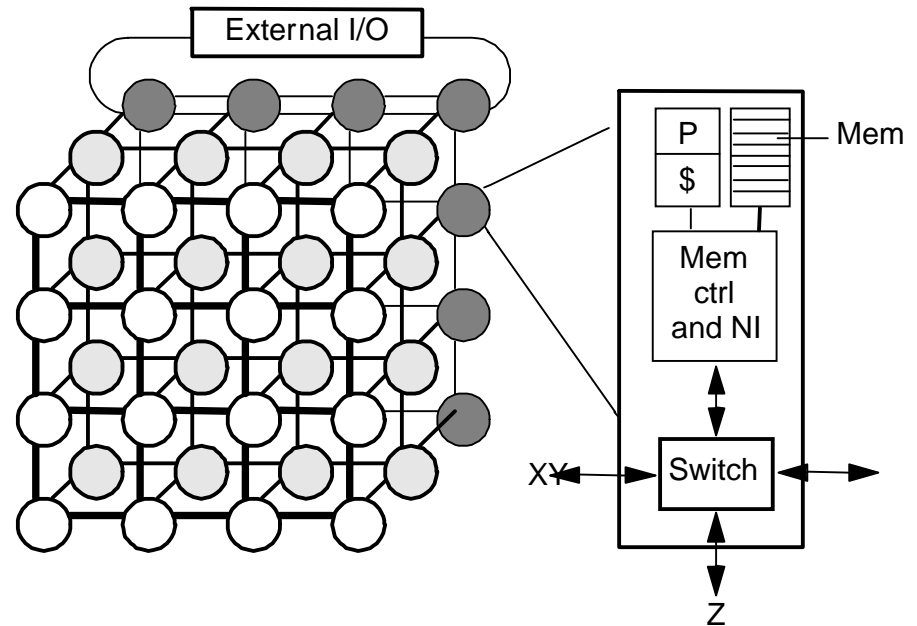 External I/O
P
Mem
$
Mem
ctrl
and NI
XY
Switch
Z